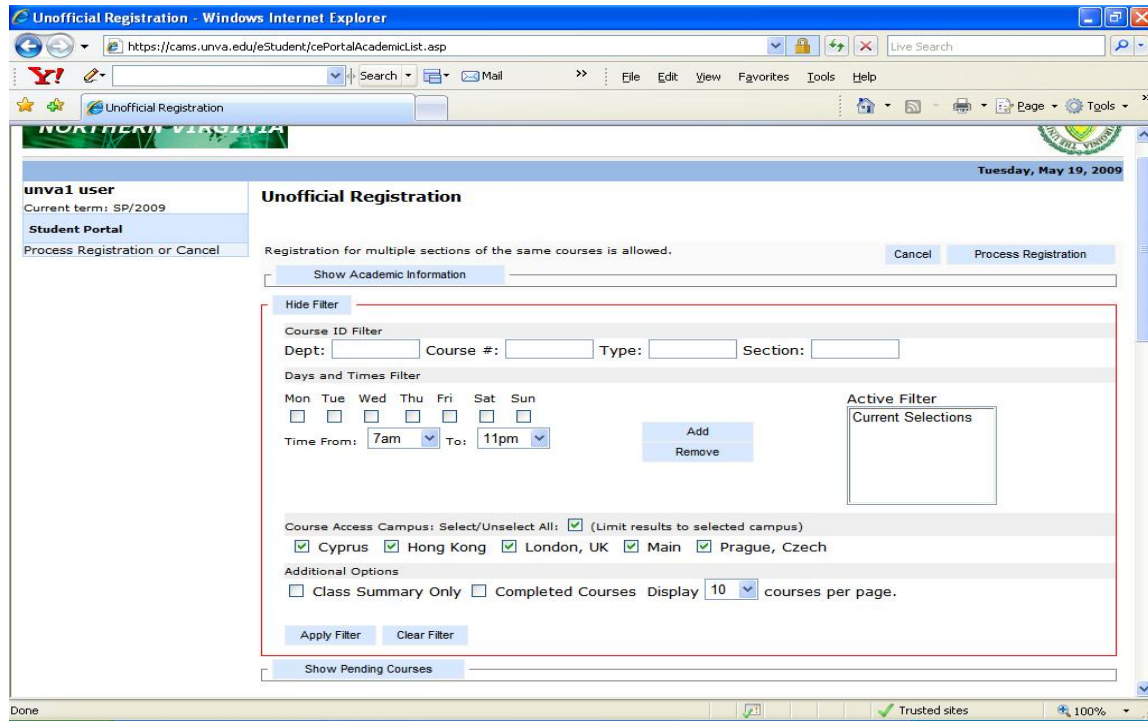 Unofficial Registration - Windows Internet Explorer
https://cams.unva.edu/eStudent/cePortalAcademicList.asp
Live Search
Y! Search Mail >> File Edit View Favorites Tools Help
Unofficial Registration
Page Tools
NORTHERN VIRGINIA
Tuesday, May 19, 2009
unva1 user
Current term: SP/2009
Student Portal
Process Registration or Cancel
Unofficial Registration
Registration for multiple sections of the same courses is allowed.
Cancel Process Registration
Show Academic Information
Hide Filter
Course ID Filter
Dept: Course #: Type: Section:
Days and Times Filter
Mon Tue Wed Thu Fri Sat Sun
Time From: 7am To: 11pm
Add
Remove
Active Filter
Current Selections
Course Access Campus: Select/Unselect All: (Limit results to selected campus)
Cyprus Hong Kong London, UK Main Prague, Czech
Additional Options
Class Summary Only Completed Courses Display 10 courses per page.
Apply Filter Clear Filter
Show Pending Courses
Done Trusted sites 100%